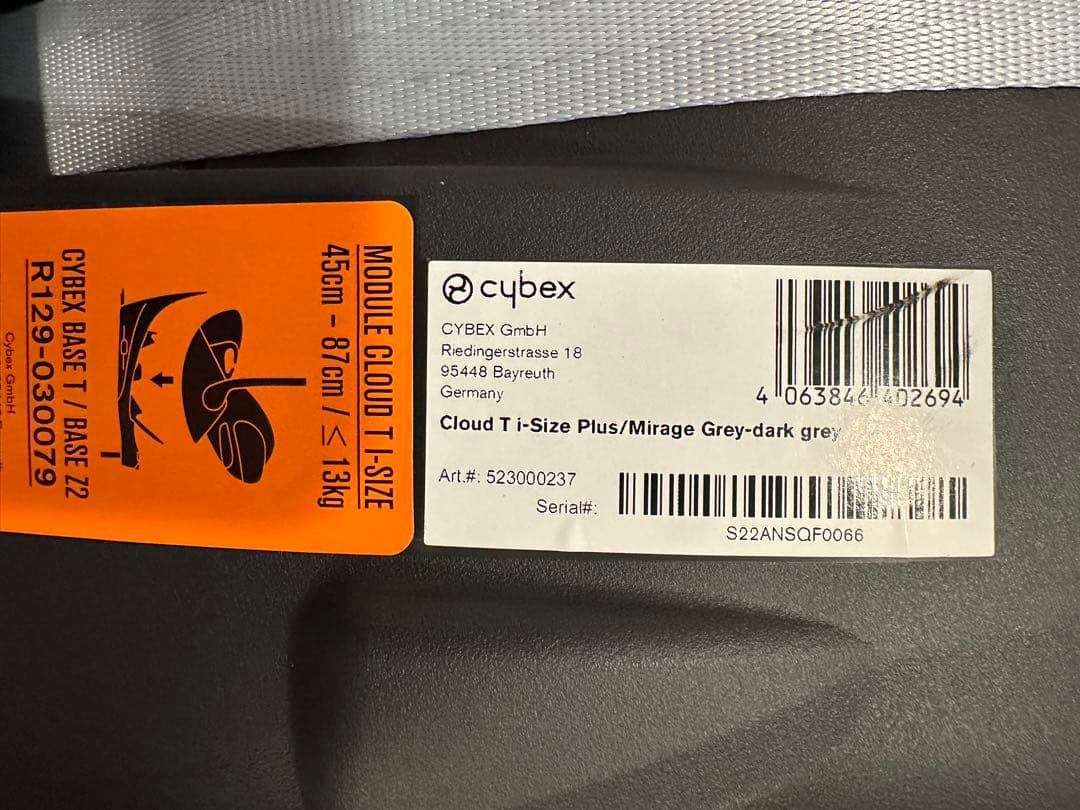 MODULE CLOUD T I-SIZE
45cm - 87cm / ≤ 13kg
CYBEX BASE T / BASE Z2
R129-030079
Cybex GmbH
cybex
CYBEX GmbH
Riedingerstrasse 18
95448 Bayreuth
Germany
4 063846 402694
Cloud T i-Size Plus/Mirage Grey-dark grey
Art.#: 523000237
Serial#:
S22ANSQF0066